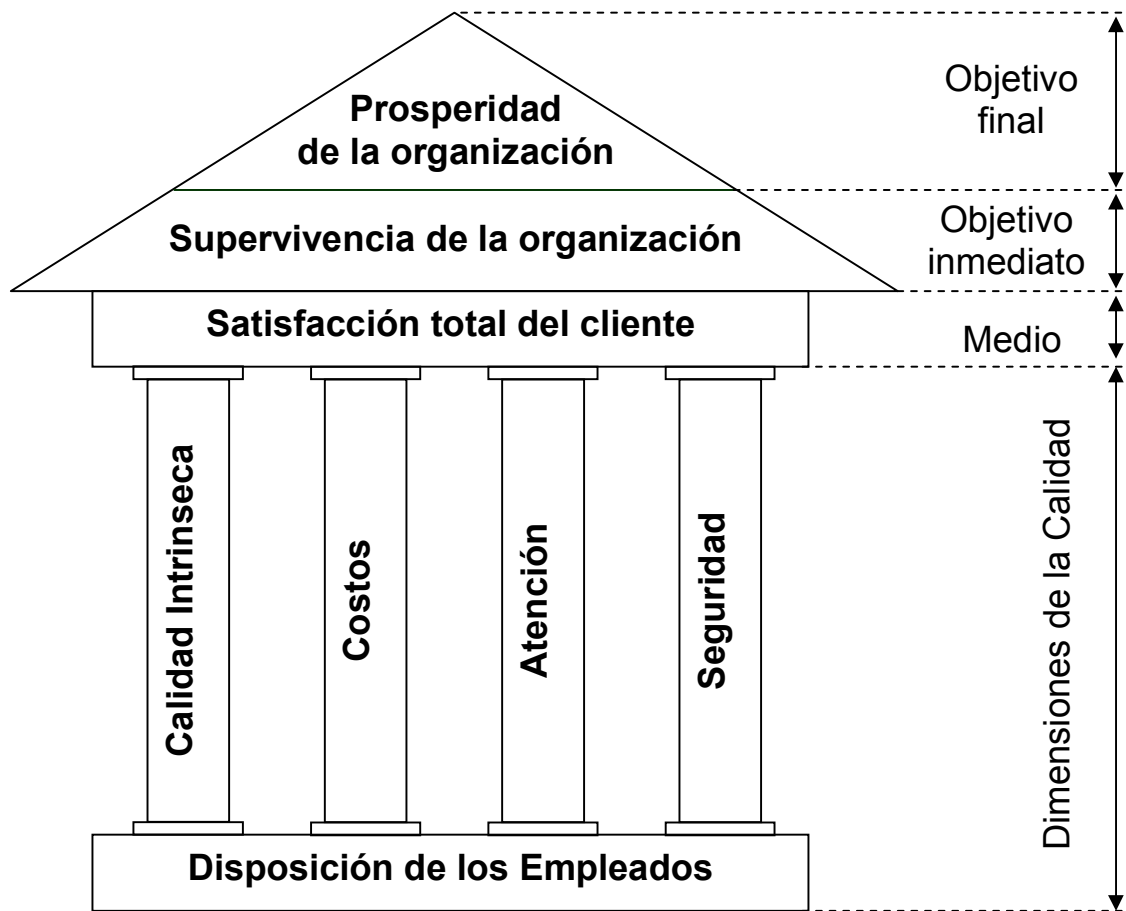 Prosperidad
de la organización
Objetivo
final
Supervivencia de la organización
Objetivo
inmediato
Satisfacción total del cliente
Medio
Calidad Intrinseca
Costos
Atención
Seguridad
Dimensiones de la Calidad
Disposición de los Empleados